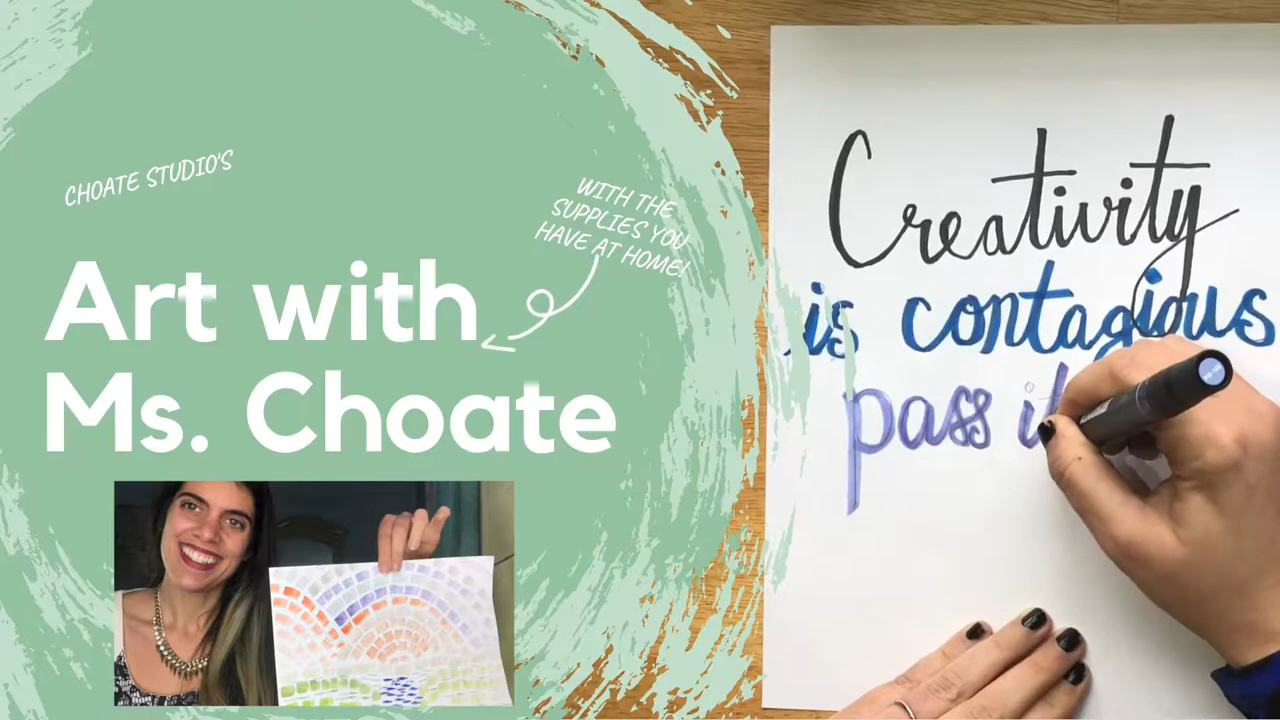 CHOATE STUDIO'S
WITH THE
SUPPLIES YOU
HAVE AT HOME!
Art with
Ms. Choate
Creativity
is contagious
pass it